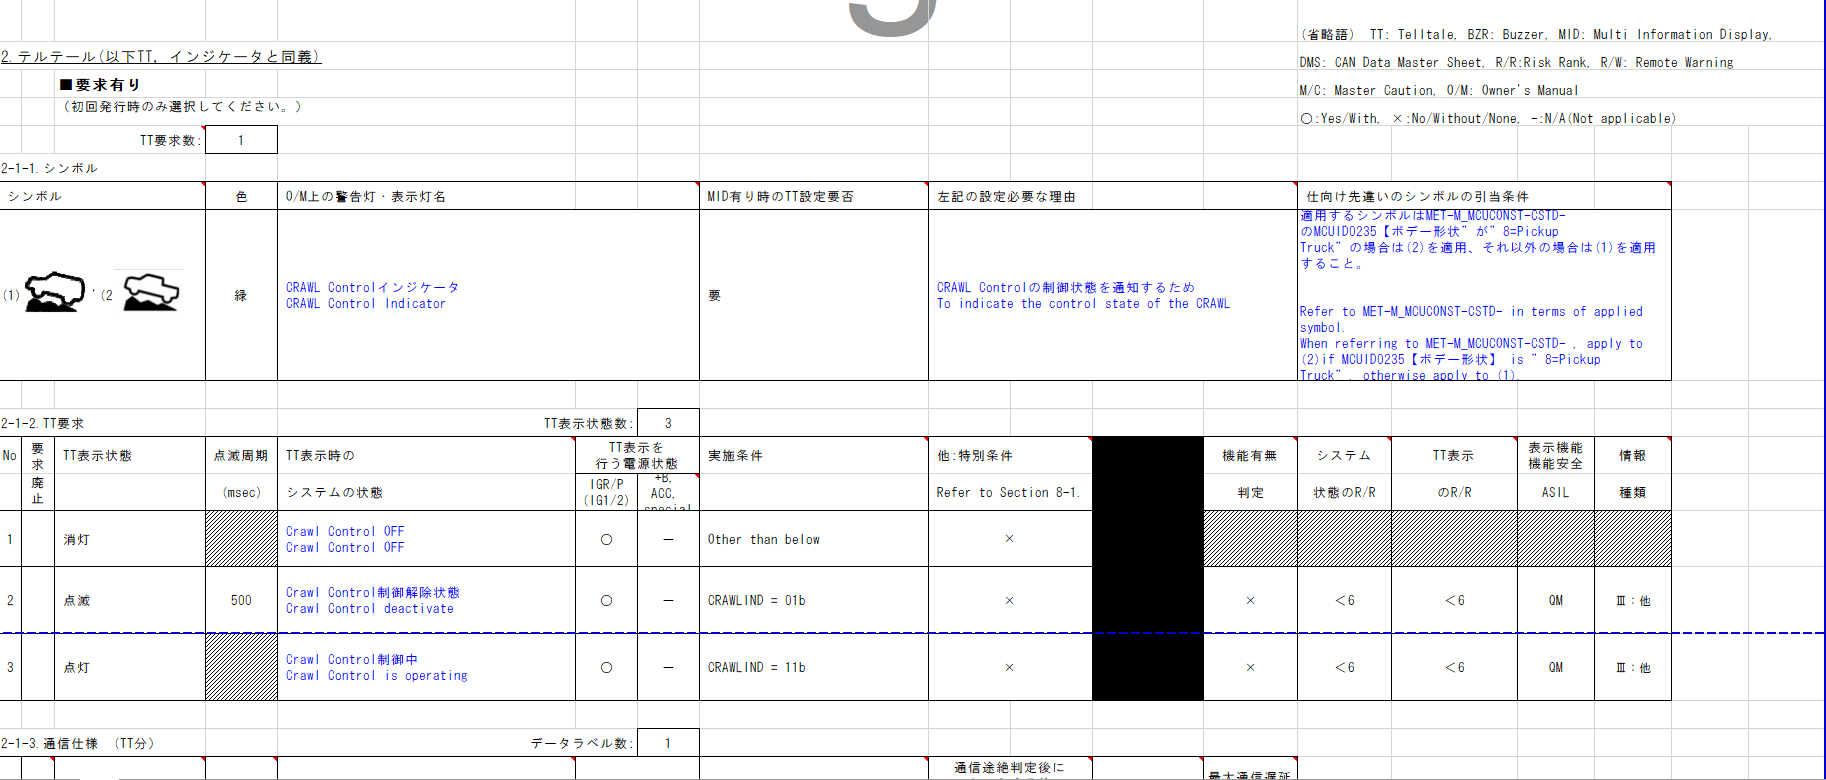 (省略語) TT: Telltale, BZR: Buzzer, MID: Multi Information Display,
2.テルテール(以下TT, インジケータと同義)
DMS: CAN Data Master Sheet, R/R:Risk Rank, R/W: Remote Warning
■要求有り
M/C: Master Caution, O/M: Owner's Manual
(初回発行時のみ選択してください。)
○:Yes/With, ×:No/Without/None, -:N/A(Not applicable)
TT要求数: 1
2-1-1.シンボル
シンボル 色 O/M上の警告灯・表示灯名 MID有り時のTT設定要否 左記の設定必要な理由 仕向け先違いのシンボルの引当条件
(1) ' (2
緑
CRAWL Controlインジケータ
CRAWL Control Indicator
要
CRAWL Controlの制御状態を通知するため
To indicate the control state of the CRAWL
適用するシンボルはMET-M_MCUCONST-CSTD-
のMCUID0235【ボデー形状”が”8=Pickup
Truck”の場合は(2)を適用、それ以外の場合は(1)を適用
すること。
Refer to MET-M_MCUCONST-CSTD- in terms of applied
symbol.
When referring to MET-M_MCUCONST-CSTD- , apply to
(2)if MCUID0235【ボデー形状】 is ”8=Pickup
Truck”, otherwise apply to (1).
2-1-2.TT要求 TT表示状態数: 3
No
要求廃止
TT表示状態
点滅周期
(msec)
TT表示時の
システムの状態
TT表示を
行う電源状態
IGR/P
(IG1/2)
+B,
ACC,
special
実施条件
他:特別条件
Refer to Section 8-1.
機能有無
判定
システム
状態のR/R
TT表示
のR/R
表示機能
機能安全
ASIL
情報
種類
1 消灯
Crawl Control OFF
Crawl Control OFF
○ － Other than below ×
2 点滅 500
Crawl Control制御解除状態
Crawl Control deactivate
○ － CRAWLIND = 01b × × <6 <6 QM Ⅲ:他
3 点灯
Crawl Control制御中
Crawl Control is operating
○ － CRAWLIND = 11b × × <6 <6 QM Ⅲ:他
2-1-3.通信仕様 (TT分) データラベル数: 1
通信途絶判定後に
最大通信遅延